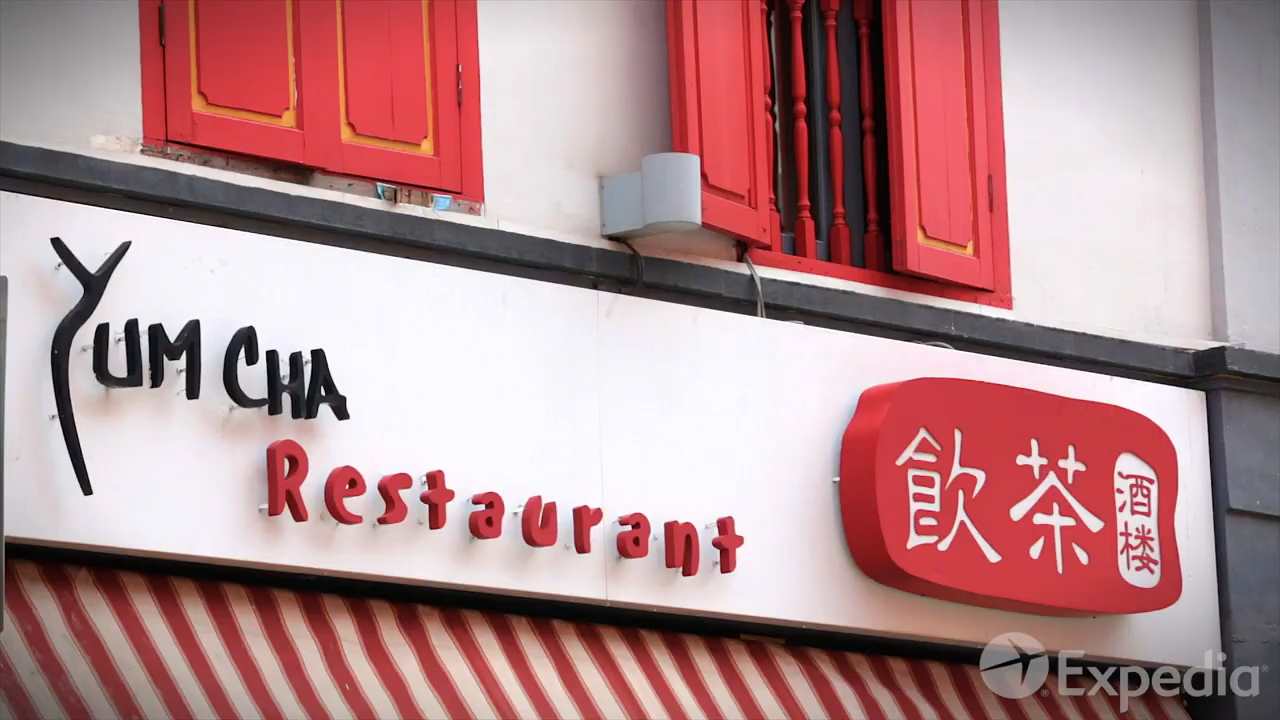 Yum Cha
Restaurant
飲茶
酒楼
Expedia®